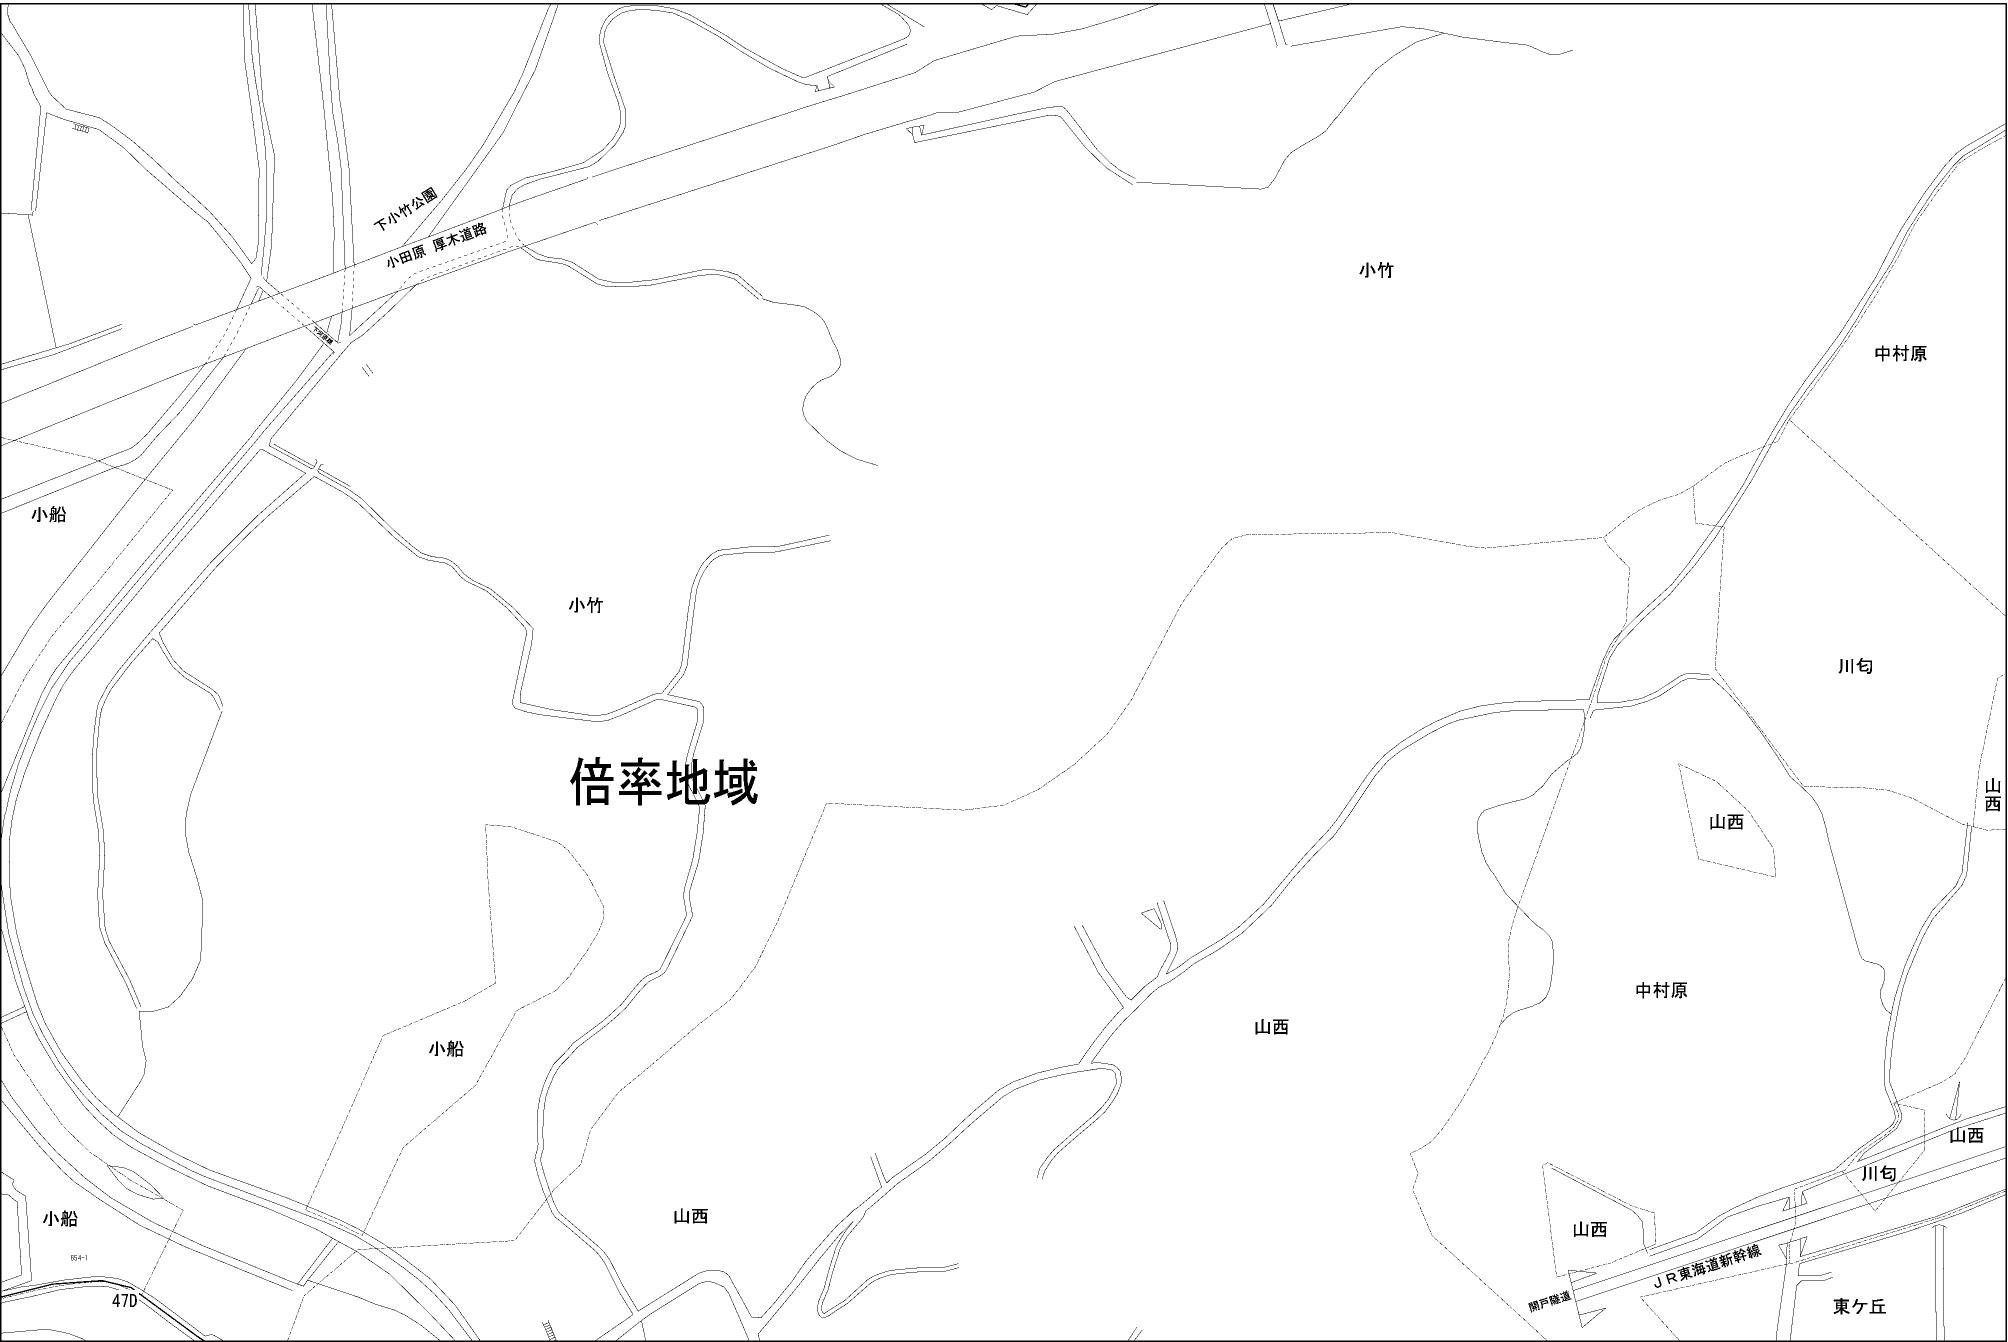 下小竹公園
小田原 厚木道路
小竹
中村原
小船
小竹
川匂
倍率地域
山西
山西
中村原
山西
小船
山西
川匂
山西
小船
山西
654-1
JR東海道新幹線
47D
関戸隧道
東ケ丘